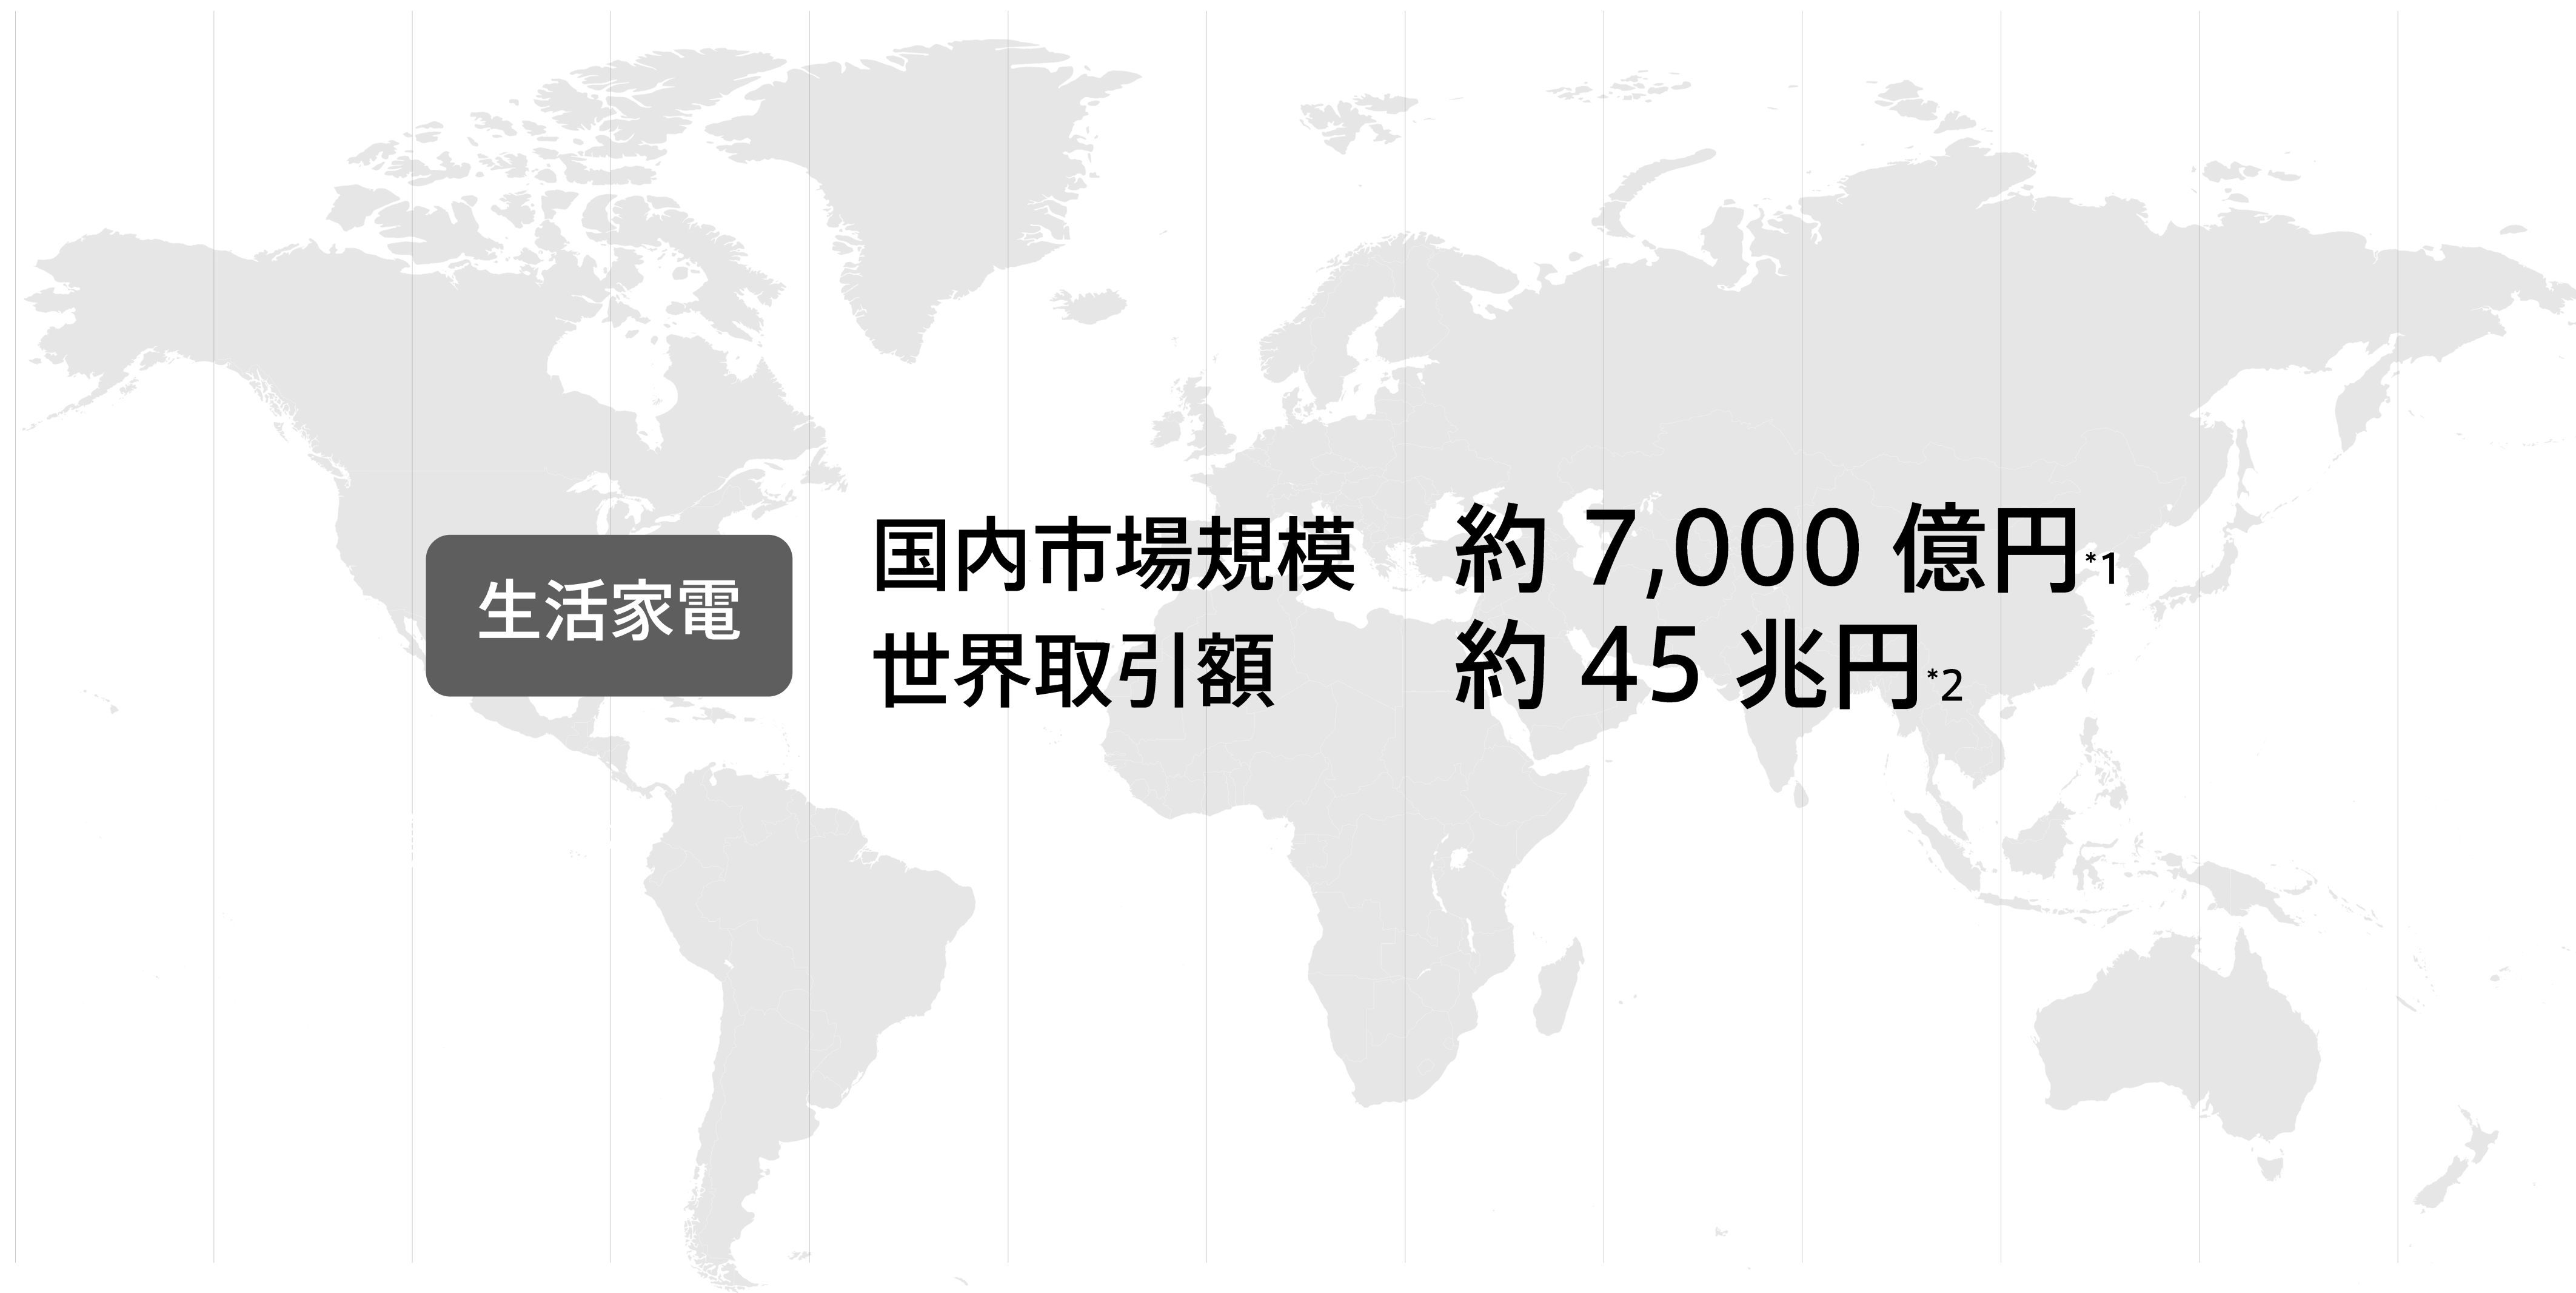 生活家電
国内市場規模 約 7,000 億円*1
世界取引額 約 45 兆円*2